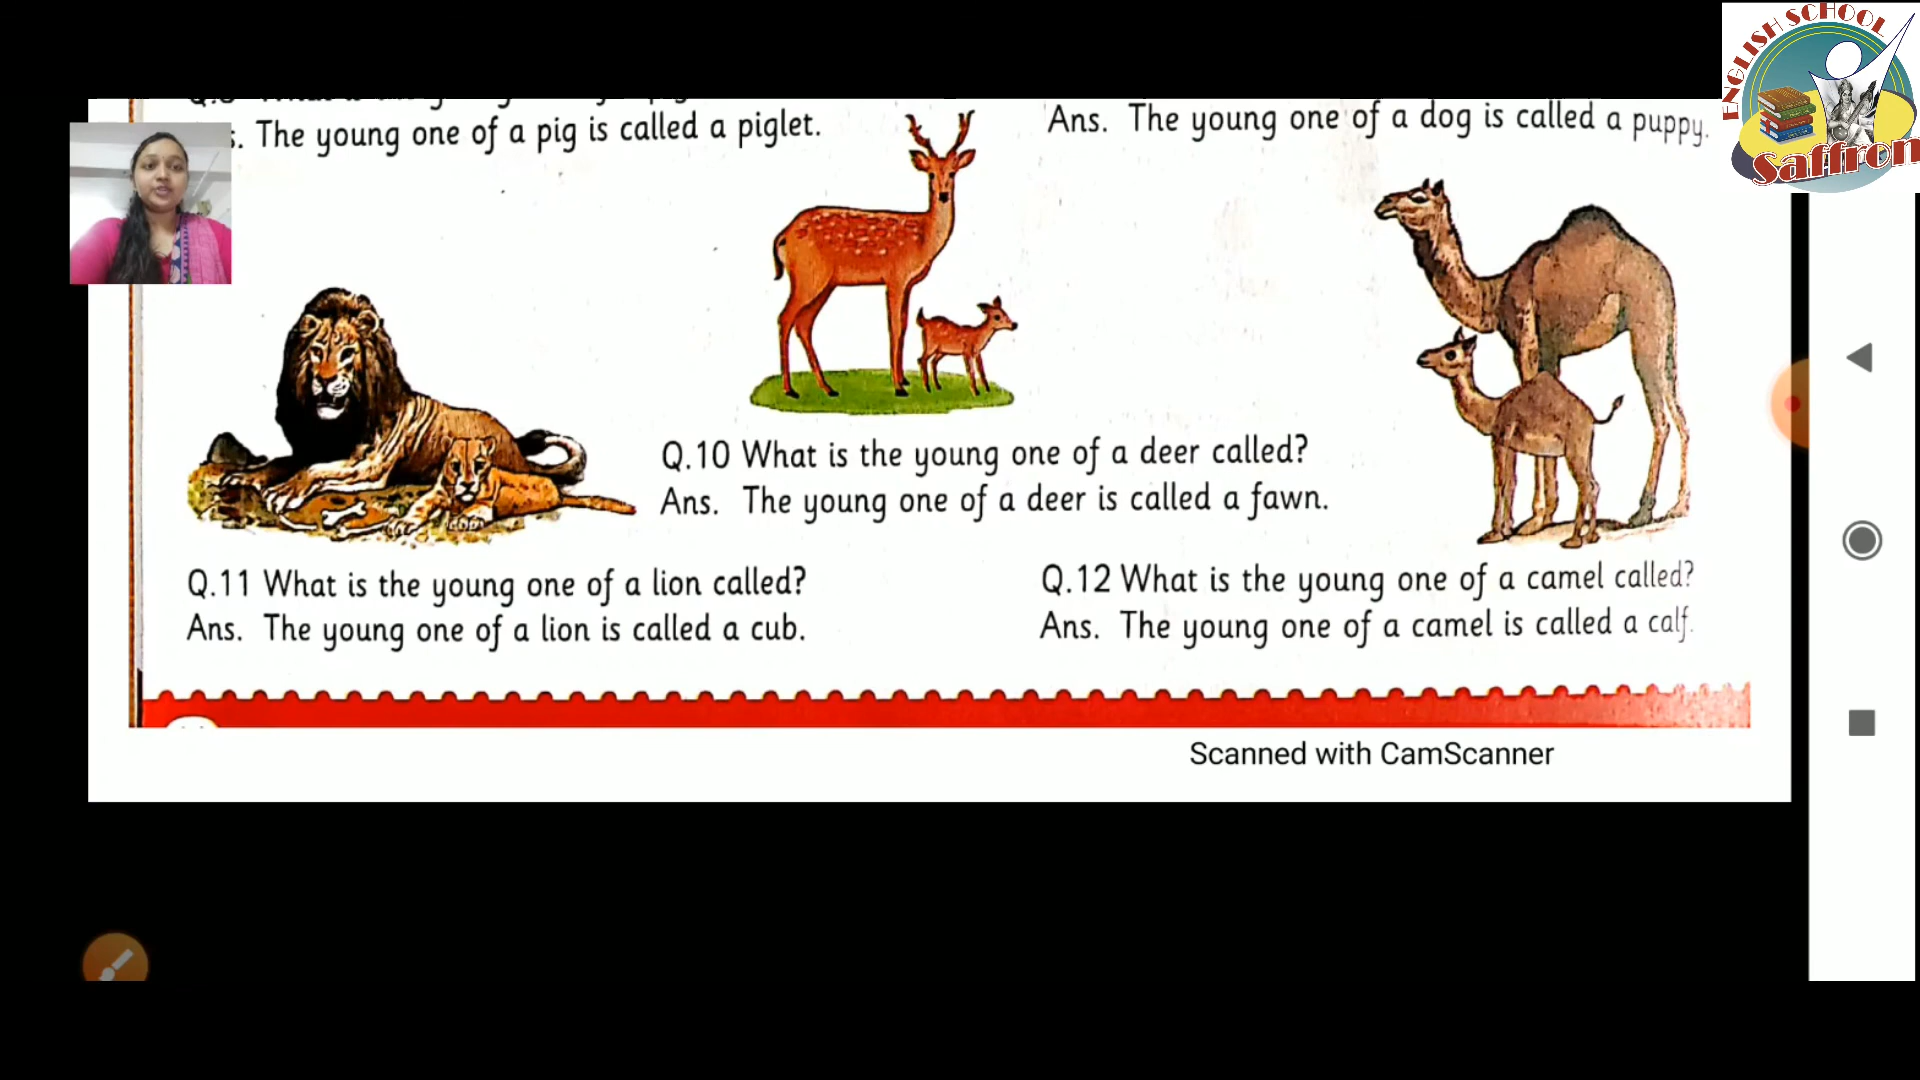 The young one of a pig is called a piglet.
Ans. The young one of a dog is called a puppy.
ENGLISH SCHOOL
Saffron
Q.10 What is the young one of a deer called?
Ans. The young one of a deer is called a fawn.
Q.11 What is the young one of a lion called?
Ans. The young one of a lion is called a cub.
Q.12 What is the young one of a camel called?
Ans. The young one of a camel is called a calf.
Scanned with CamScanner